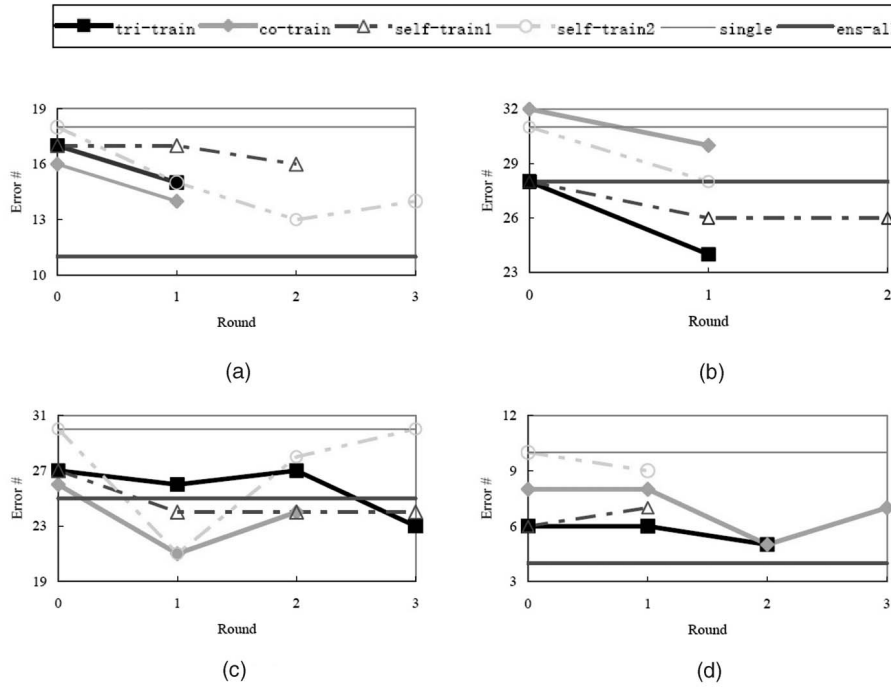 tri-train co-train self-train1 self-train2 single ens-al
19
16
13
10
Error #
0 1 2 3
Round
(a)
32
29
26
23
Error #
0 1 2
Round
(b)
31
27
23
19
Error #
0 1 2 3
Round
(c)
12
9
6
3
Error #
0 1 2 3
Round
(d)